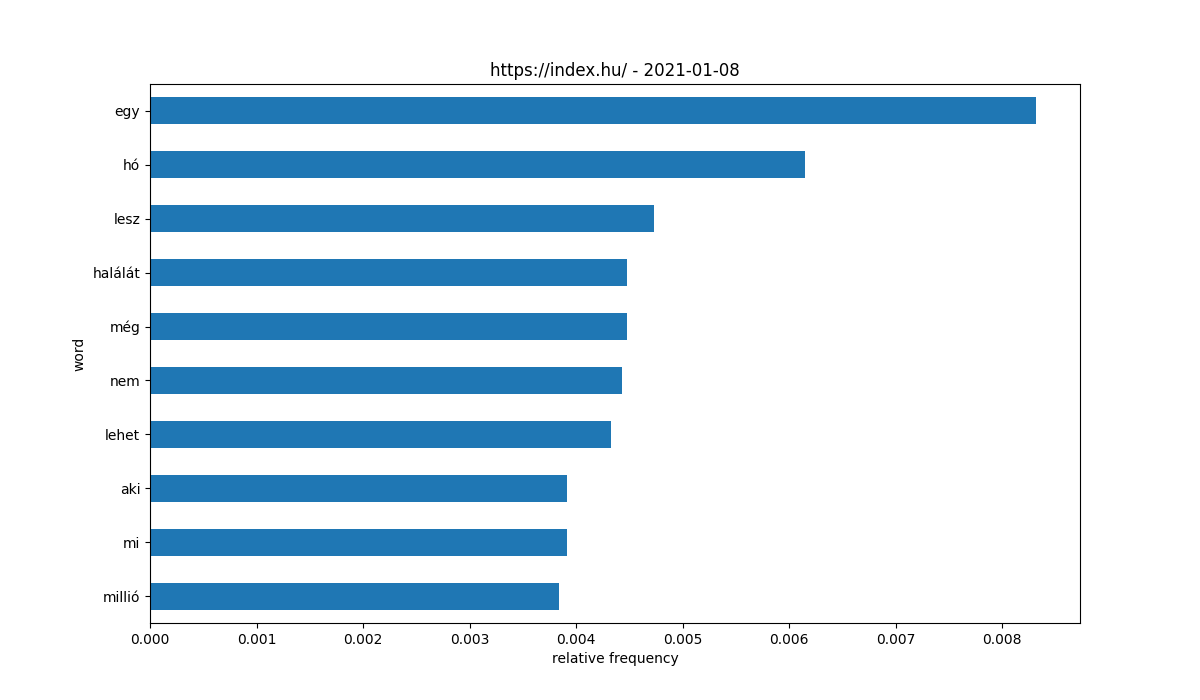 https://index.hu/ - 2021-01-08
egy
hó
lesz
halálát
még
nem
lehet
aki
mi
millió
word
0.000 0.001 0.002 0.003 0.004 0.005 0.006 0.007 0.008
relative frequency